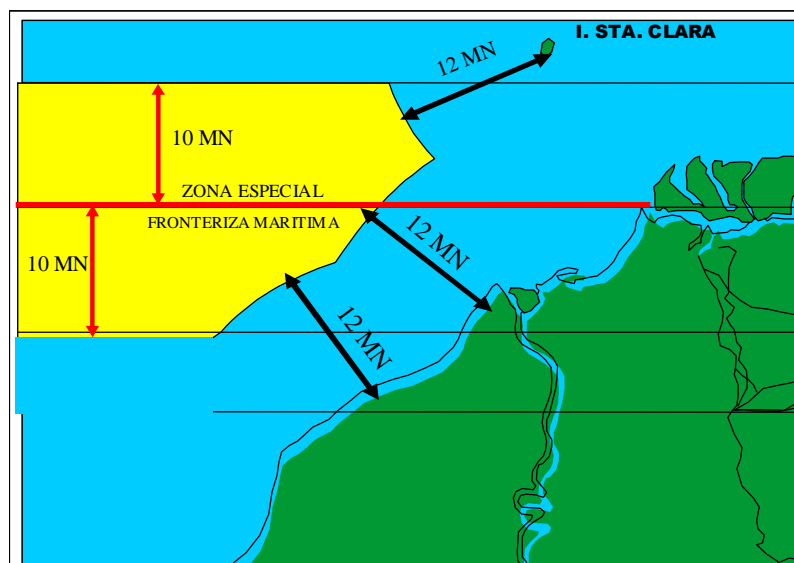 I. STA. CLARA
12 MN
10 MN
ZONA ESPECIAL
FRONTERIZA MARITIMA
12 MN
10 MN
12 MN